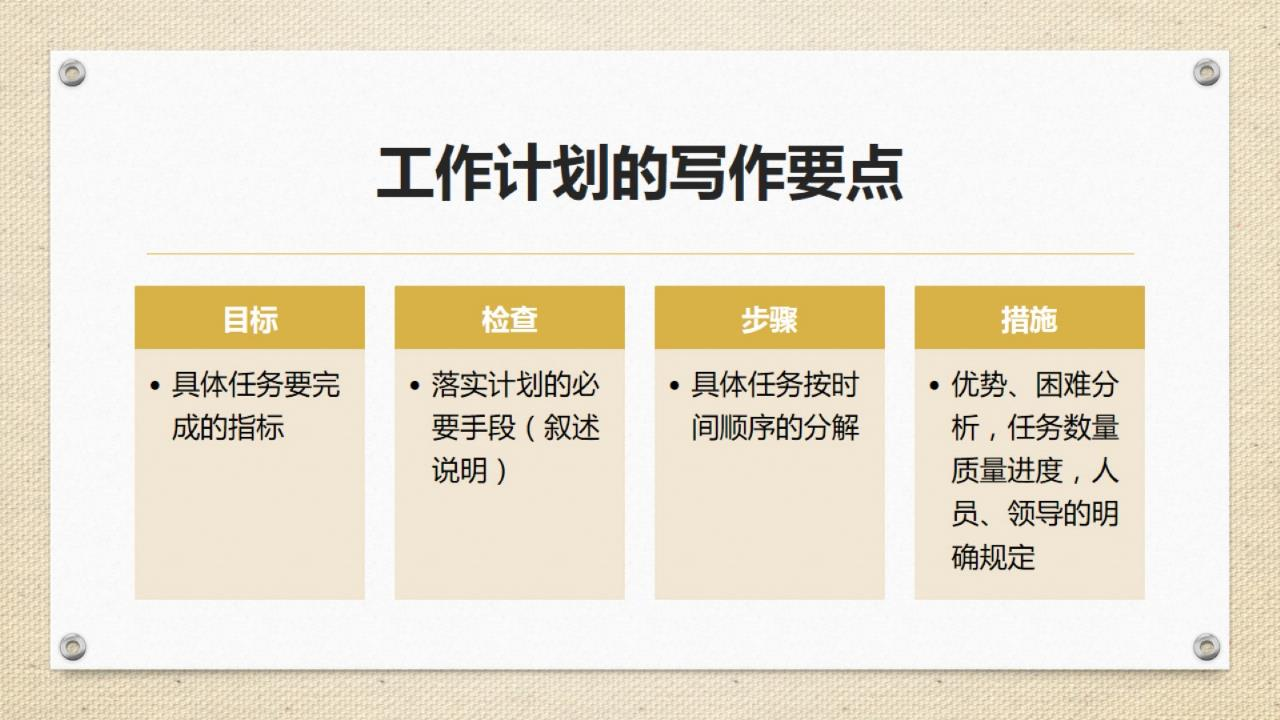 工作计划的写作要点
目标
• 具体任务要完
成的指标
检查
• 落实计划的必
要手段（叙述
说明）
步骤
• 具体任务按时
间顺序的分解
措施
• 优势、困难分
析，任务数量
质量进度，人
员、领导的明
确规定